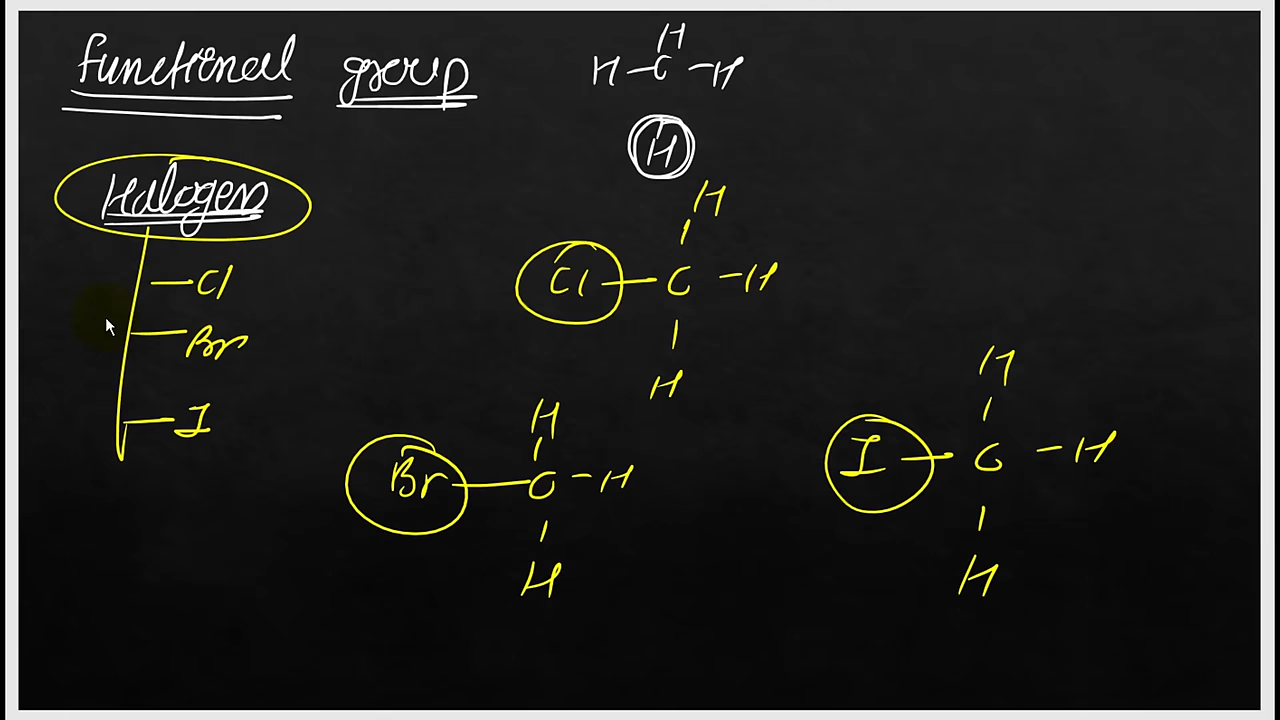 functional group
H
H-C-H
H
Halogen
-Cl
-Br
-I
H
Cl-C-H
H
H
Br-C-H
H
H
I-C-H
H